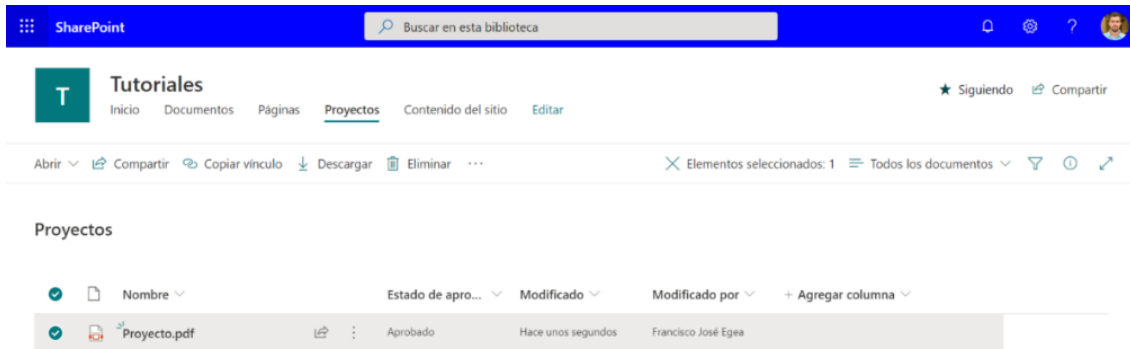 SharePoint Buscar en esta biblioteca ?
T Tutoriales
Inicio Documentos Páginas Proyectos Contenido del sitio Editar
Siguiendo Compartir
Abrir Compartir Copiar vínculo Descargar Eliminar ... Elementos seleccionados: 1 Todos los documentos
Proyectos
Nombre Estado de apro... Modificado Modificado por + Agregar columna
Proyecto.pdf Aprobado Hace unos segundos Francisco José Egea